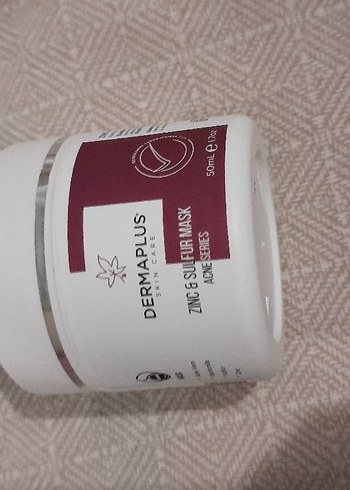 DERMAPLUS
SKIN CARE
ZINC & SULFUR MASK
ACNE SERIES
50mL e 1.7oz